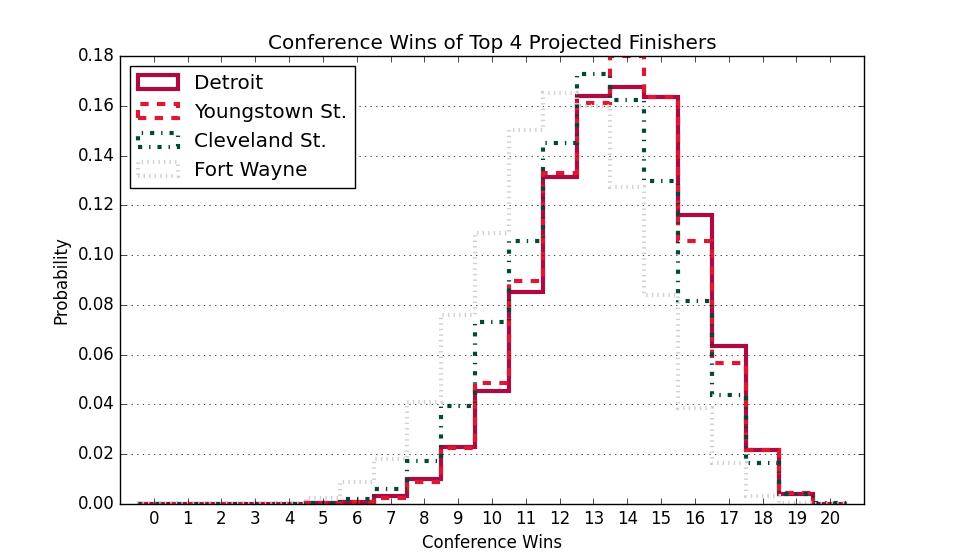 Conference Wins of Top 4 Projected Finishers
Detroit
Youngstown St.
Cleveland St.
Fort Wayne
0.18
0.16
0.14
0.12
0.10
0.08
0.06
0.04
0.02
0.00
Probability
0 1 2 3 4 5 6 7 8 9 10 11 12 13 14 15 16 17 18 19 20
Conference Wins